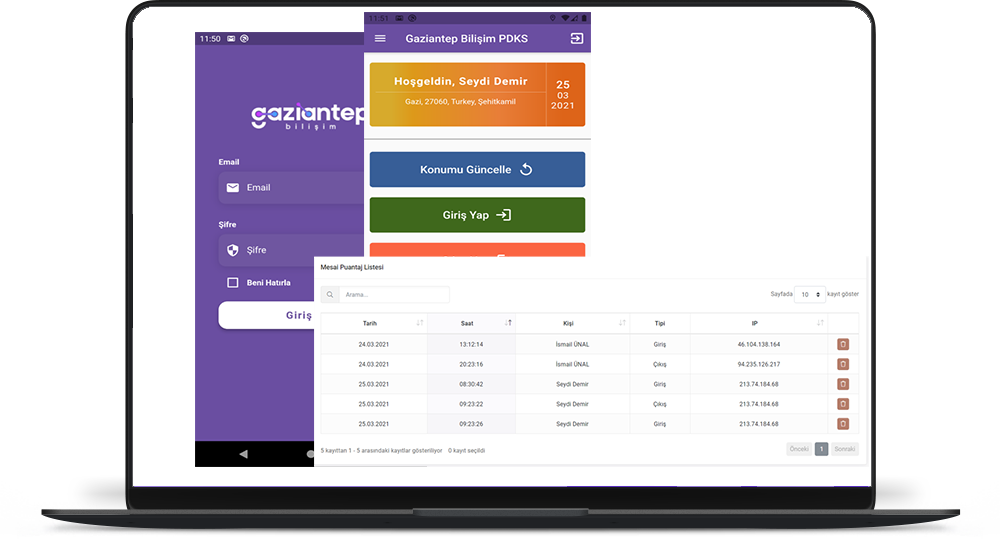 11:50
gaziantep
bilişim
Email
Email
Şifre
Şifre
Beni Hatırla
Giriş
11:51
Gaziantep Bilişim PDKS
Hoşgeldin, Seydi Demir
Gazi, 27060, Turkey, Şehitkamil
25
03
2021
Konumu Güncelle
Giriş Yap
Mesai Puantaj Listesi
Arama...
Sayfada 10 kayıt göster
Tarih Saat Kişi Tipi IP
24.03.2021 13:12:14 İsmail ÜNAL Giriş 46.104.138.164
24.03.2021 20:23:16 İsmail ÜNAL Çıkış 94.235.126.217
25.03.2021 08:30:42 Seydi Demir Giriş 213.74.184.68
25.03.2021 09:23:22 Seydi Demir Çıkış 213.74.184.68
25.03.2021 09:23:26 Seydi Demir Giriş 213.74.184.68
5 kayıttan 1 - 5 arasındaki kayıtlar gösteriliyor 0 kayıt seçildi
Önceki 1 Sonraki